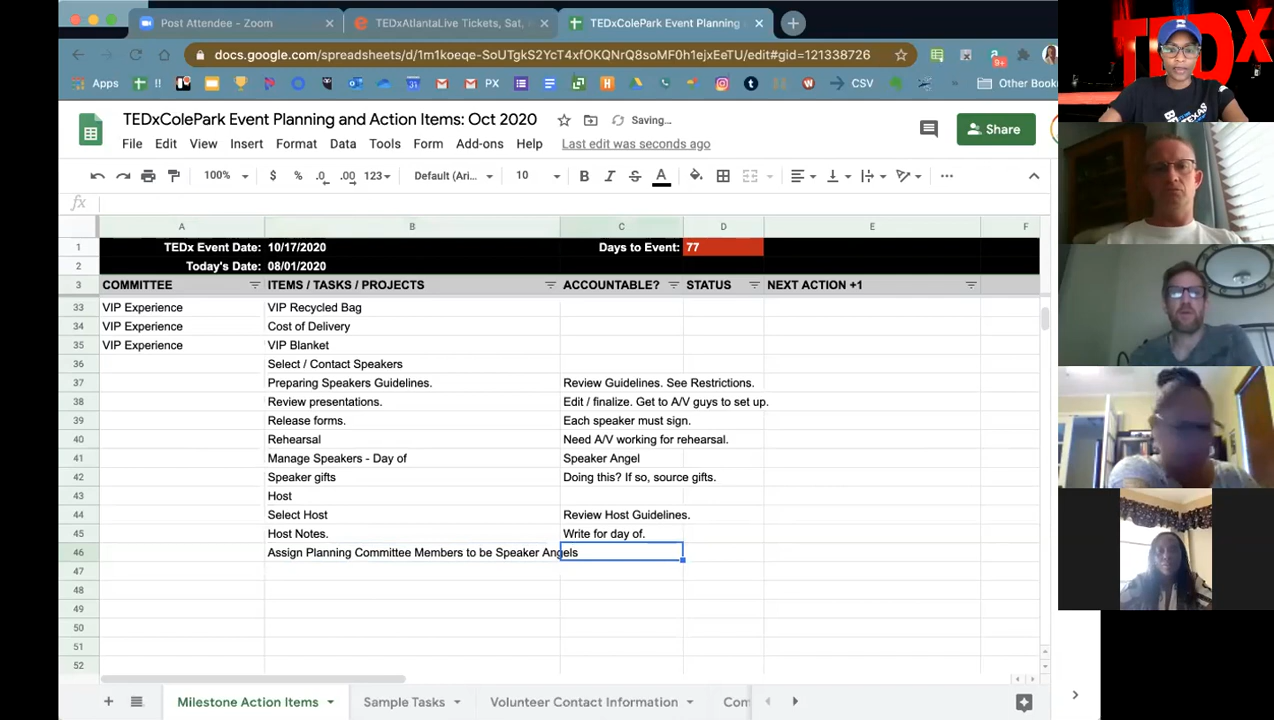 Post Attendee - Zoom
TEDxAtlantaLive Tickets, Sat,
TEDxColePark Event Planning
docs.google.com/spreadsheets/d/1m1koeqe-SoUTgkS2YcT4xfOKQNrQ8soMF0h1ejxEeTU/edit#gid=121338726
Apps !! PX CSV Other Book
TEDxColePark Event Planning and Action Items: Oct 2020 Saving...
File Edit View Insert Format Data Tools Form Add-ons Help Last edit was seconds ago
Share
100% $ % .0 .00 123 Default (Ari... 10 B I S A
fx
A B C D E F
1 TEDx Event Date: 10/17/2020 Days to Event: 77
2 Today's Date: 08/01/2020
3 COMMITTEE ITEMS / TASKS / PROJECTS ACCOUNTABLE? STATUS NEXT ACTION +1
33 VIP Experience VIP Recycled Bag
34 VIP Experience Cost of Delivery
35 VIP Experience VIP Blanket
36 Select / Contact Speakers
37 Preparing Speakers Guidelines. Review Guidelines. See Restrictions.
38 Review presentations. Edit / finalize. Get to A/V guys to set up.
39 Release forms. Each speaker must sign.
40 Rehearsal Need A/V working for rehearsal.
41 Manage Speakers - Day of Speaker Angel
42 Speaker gifts Doing this? If so, source gifts.
43 Host
44 Select Host Review Host Guidelines.
45 Host Notes. Write for day of.
46 Assign Planning Committee Members to be Speaker Angels
47
48
49
50
51
52
Milestone Action Items Sample Tasks Volunteer Contact Information Con
TEDx
TEXAS